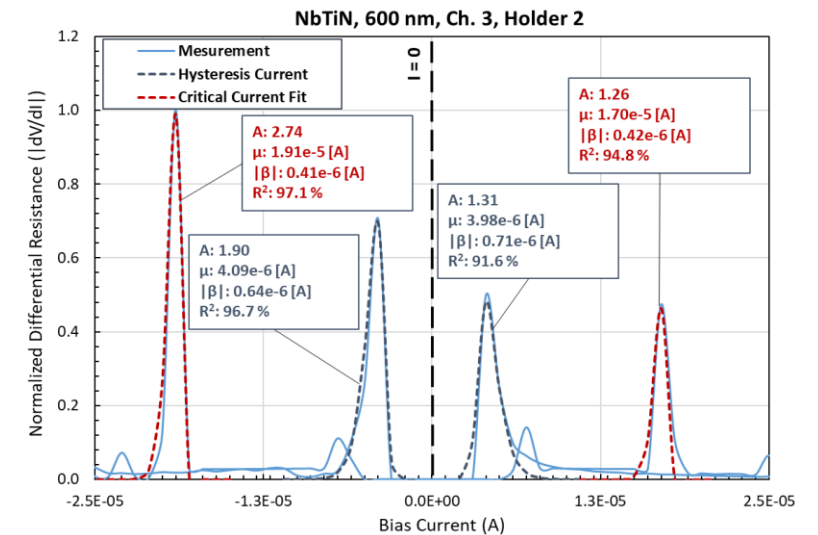 NbTiN, 600 nm, Ch. 3, Holder 2
Mesurement
Hysteresis Current
Critical Current Fit
I = 0
A: 2.74
μ: 1.91e-5 [A]
|β|: 0.41e-6 [A]
R²: 97.1 %
A: 1.90
μ: 4.09e-6 [A]
|β|: 0.64e-6 [A]
R²: 96.7 %
A: 1.31
μ: 3.98e-6 [A]
|β|: 0.71e-6 [A]
R²: 91.6 %
A: 1.26
μ: 1.70e-5 [A]
|β|: 0.42e-6 [A]
R²: 94.8 %
Normalized Differential Resistance (|dV/dI|)
1.2
1.0
0.8
0.6
0.4
0.2
0.0
-2.5E-05
-1.3E-05
0.0E+00
1.3E-05
2.5E-05
Bias Current (A)